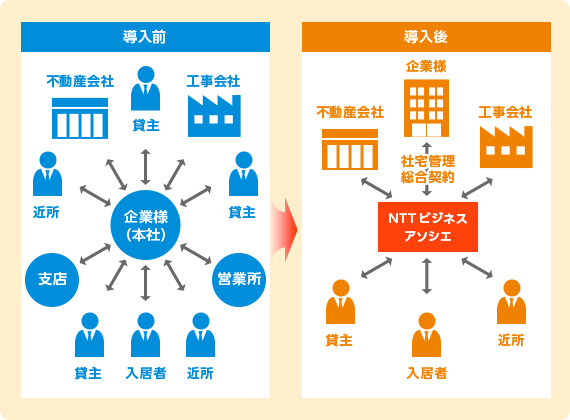 導入前
不動産会社
貸主
工事会社
近所
企業様
(本社)
貸主
支店
営業所
貸主
入居者
近所
導入後
企業様
不動産会社
工事会社
社宅管理
総合契約
NTTビジネス
アソシエ
貸主
入居者
近所